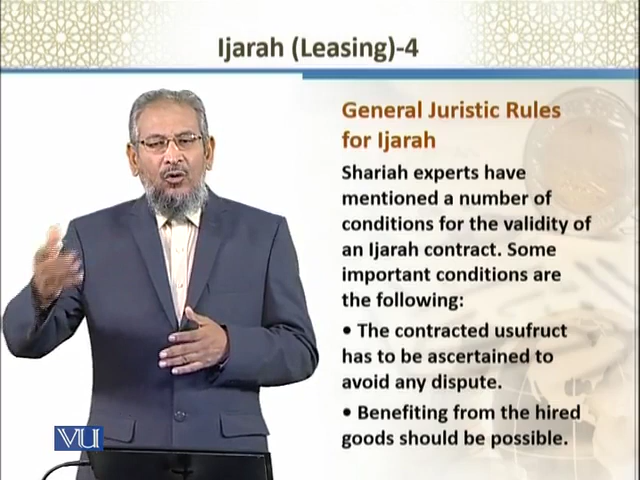 Ijarah (Leasing)-4
General Juristic Rules
for Ijarah
Shariah experts have
mentioned a number of
conditions for the validity of
an Ijarah contract. Some
important conditions are
the following:
• The contracted usufruct
has to be ascertained to
avoid any dispute.
• Benefiting from the hired
goods should be possible.
VU